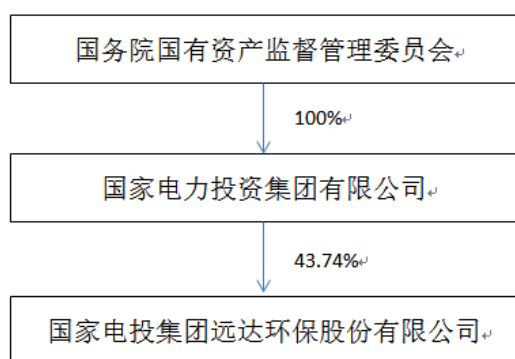 国务院国有资产监督管理委员会
100%
国家电力投资集团有限公司
43.74%
国家电投集团远达环保股份有限公司